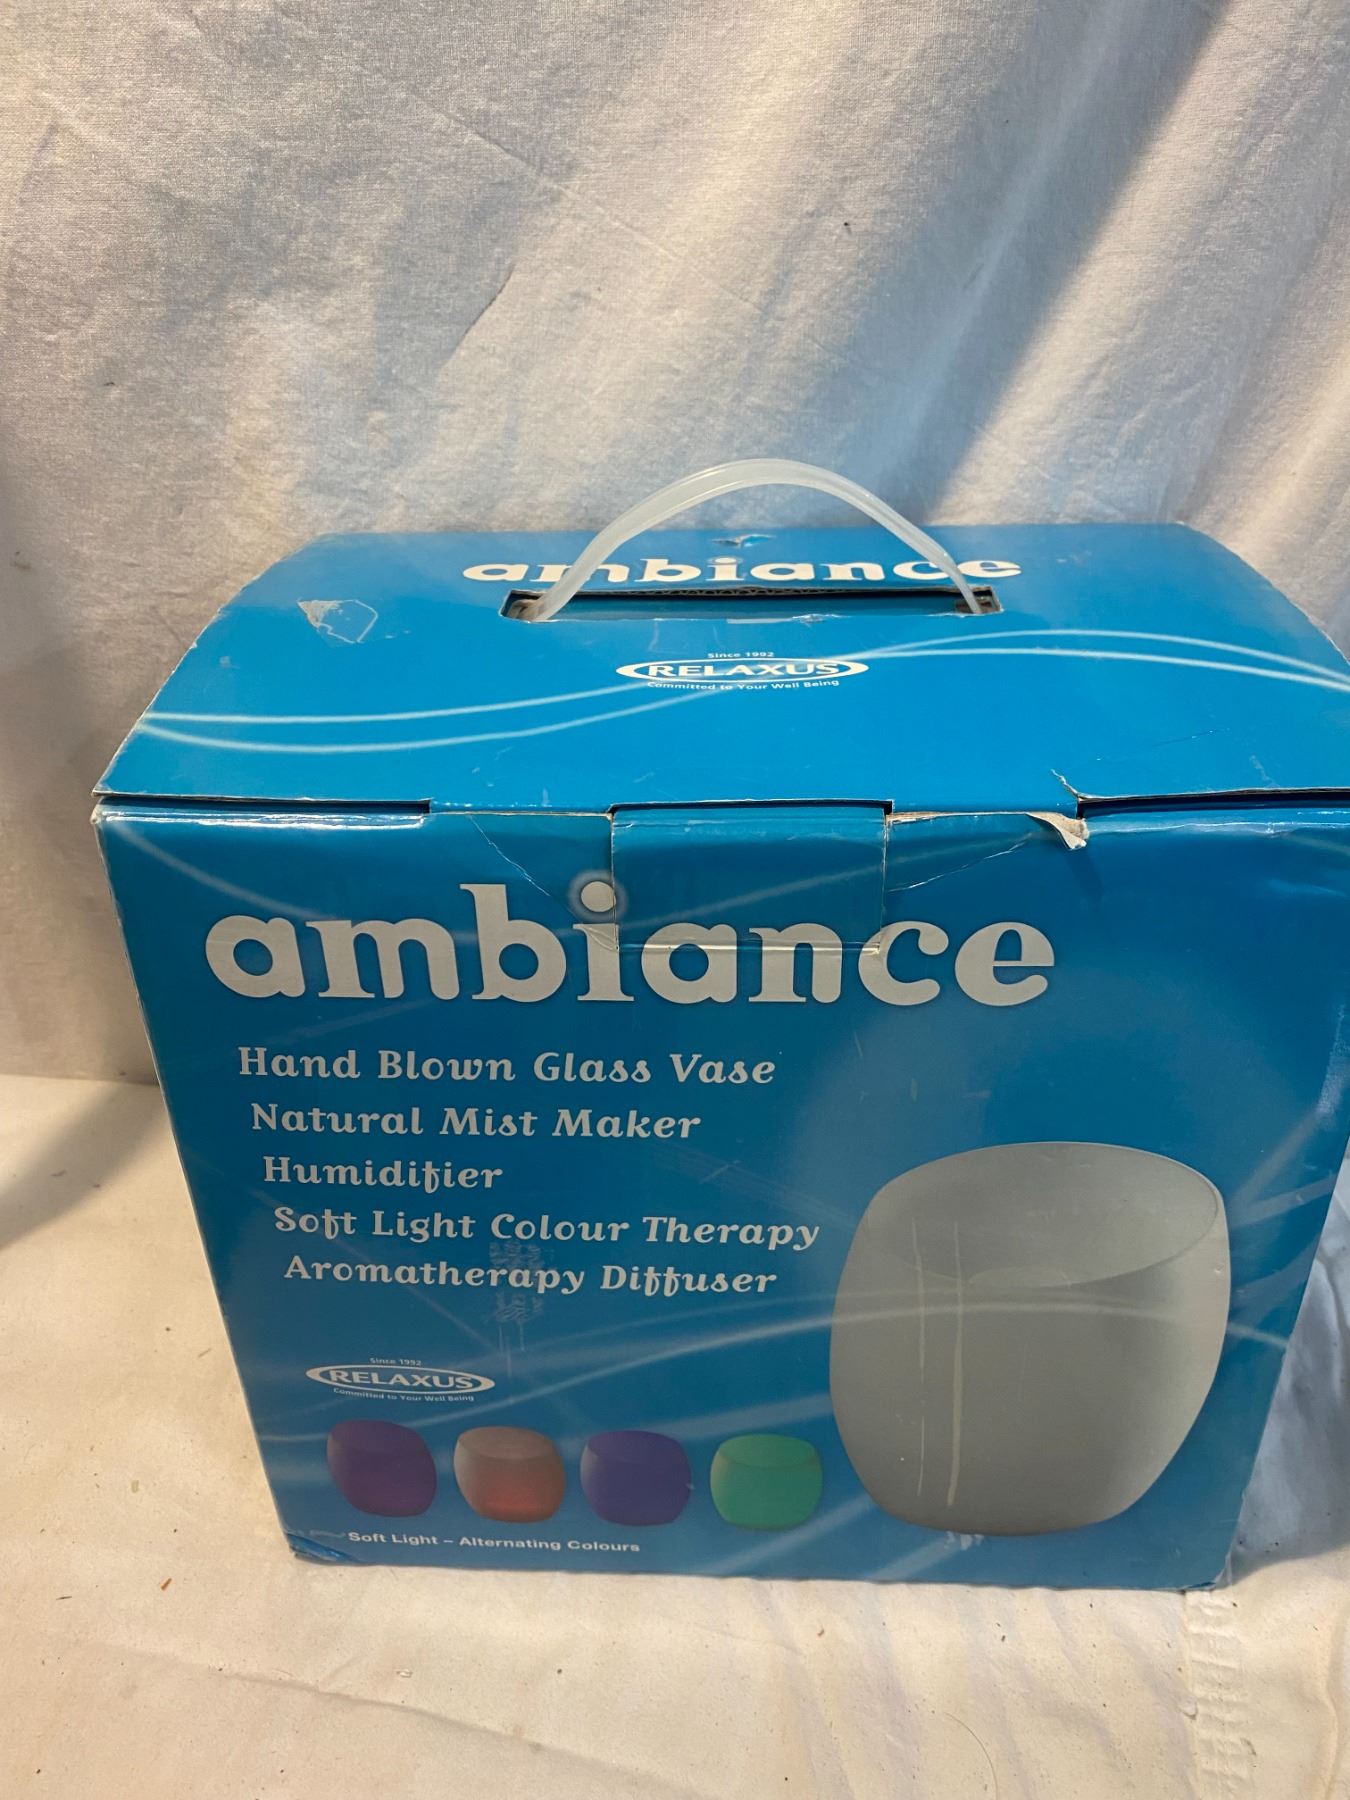 ambiance
Since 1992
RELAXUS
Committed to Your Well Being
ambiance
Hand Blown Glass Vase
Natural Mist Maker
Humidifier
Soft Light Colour Therapy
Aromatherapy Diffuser
Since 1992
RELAXUS
Committed to Your Well Being
Soft Light – Alternating Colours